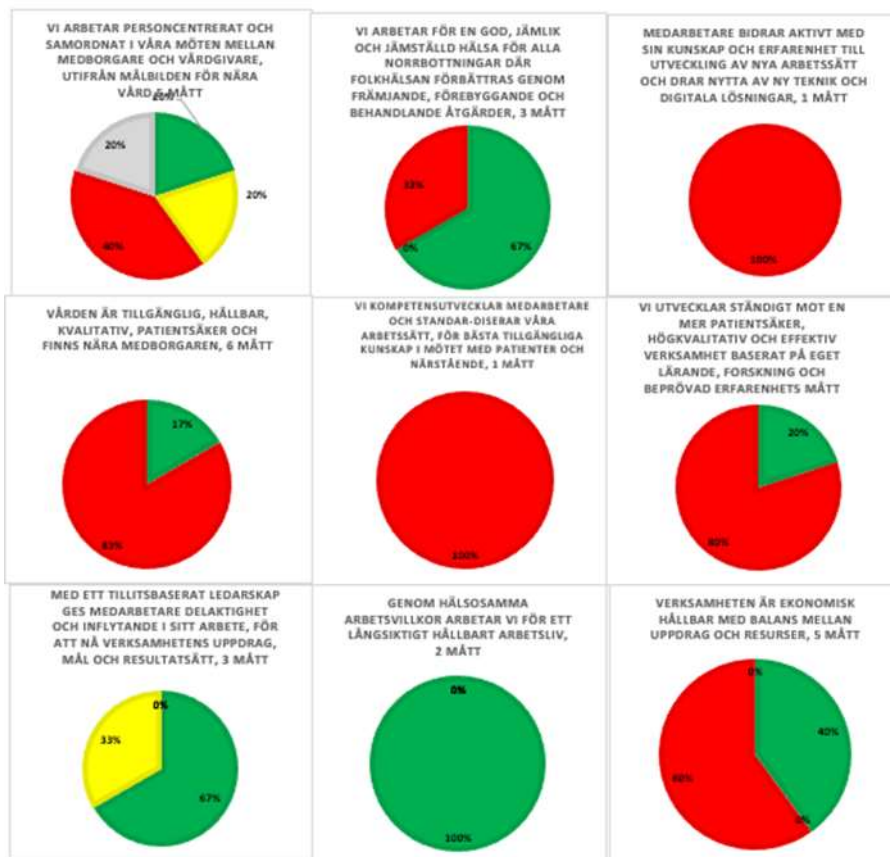 VI ARBETAR PERSONCENTRERAT OCH
SAMORDNAT I VÅRA MÖTEN MELLAN
MEDBORGARE OCH VÅRDGIVARE,
UTIFRÅN MÅLBILDEN FÖR NÄRA
VÅRD 5 MÅTT
20%
20%
20%
40%
VI ARBETAR FÖR EN GOD, JÄMLIK
OCH JÄMSTÄLLD HÄLSA FÖR ALLA
NORRBOTTNINGAR DÄR
FOLKHÄLSAN FÖRBÄTTRAS GENOM
FRÄMJANDE, FÖREBYGGANDE OCH
BEHANDLANDE ÅTGÄRDER, 3 MÅTT
33%
0%
67%
MEDARBETARE BIDRAR AKTIVT MED
SIN KUNSKAP OCH ERFARENHET TILL
UTVECKLING AV NYA ARBETSSÄTT
OCH DRAR NYTTA AV NY TEKNIK OCH
DIGITALA LÖSNINGAR, 1 MÅTT
100%
VÅRDEN ÄR TILLGÄNGLIG, HÅLLBAR,
KVALITATIV, PATIENTSÄKER OCH
FINNS NÄRA MEDBORGAREN, 6 MÅTT
17%
83%
VI KOMPETENSUTVECKLAR MEDARBETARE
OCH STANDAR-DISERAR VÅRA
ARBETSSÄTT, FÖR BÄSTA TILLGÄNGLIGA
KUNSKAP I MÖTET MED PATIENTER OCH
NÄRSTÅENDE, 1 MÅTT
100%
VI UTVECKLAR STÄNDIGT MOT EN
MER PATIENTSÄKER,
HÖGKVALITATIV OCH EFFEKTIV
VERKSAMHET BASERAT PÅ EGET
LÄRANDE, FORSKNING OCH
BEPRÖVAD ERFARENHET5 MÅTT
20%
80%
MED ETT TILLITSBASERAT LEDARSKAP
GES MEDARBETARE DELAKTIGHET
OCH INFLYTANDE I SITT ARBETE, FÖR
ATT NÅ VERKSAMHETENS UPPDRAG,
MÅL OCH RESULTATSÄTT, 3 MÅTT
0%
33%
67%
GENOM HÄLSOSAMMA
ARBETSVILLKOR ARBETAR VI FÖR ETT
LÅNGSIKTIGT HÅLLBART ARBETSLIV,
2 MÅTT
0%
100%
VERKSAMHETEN ÄR EKONOMISK
HÅLLBAR MED BALANS MELLAN
UPPDRAG OCH RESURSER, 5 MÅTT
0%
40%
60%
0%